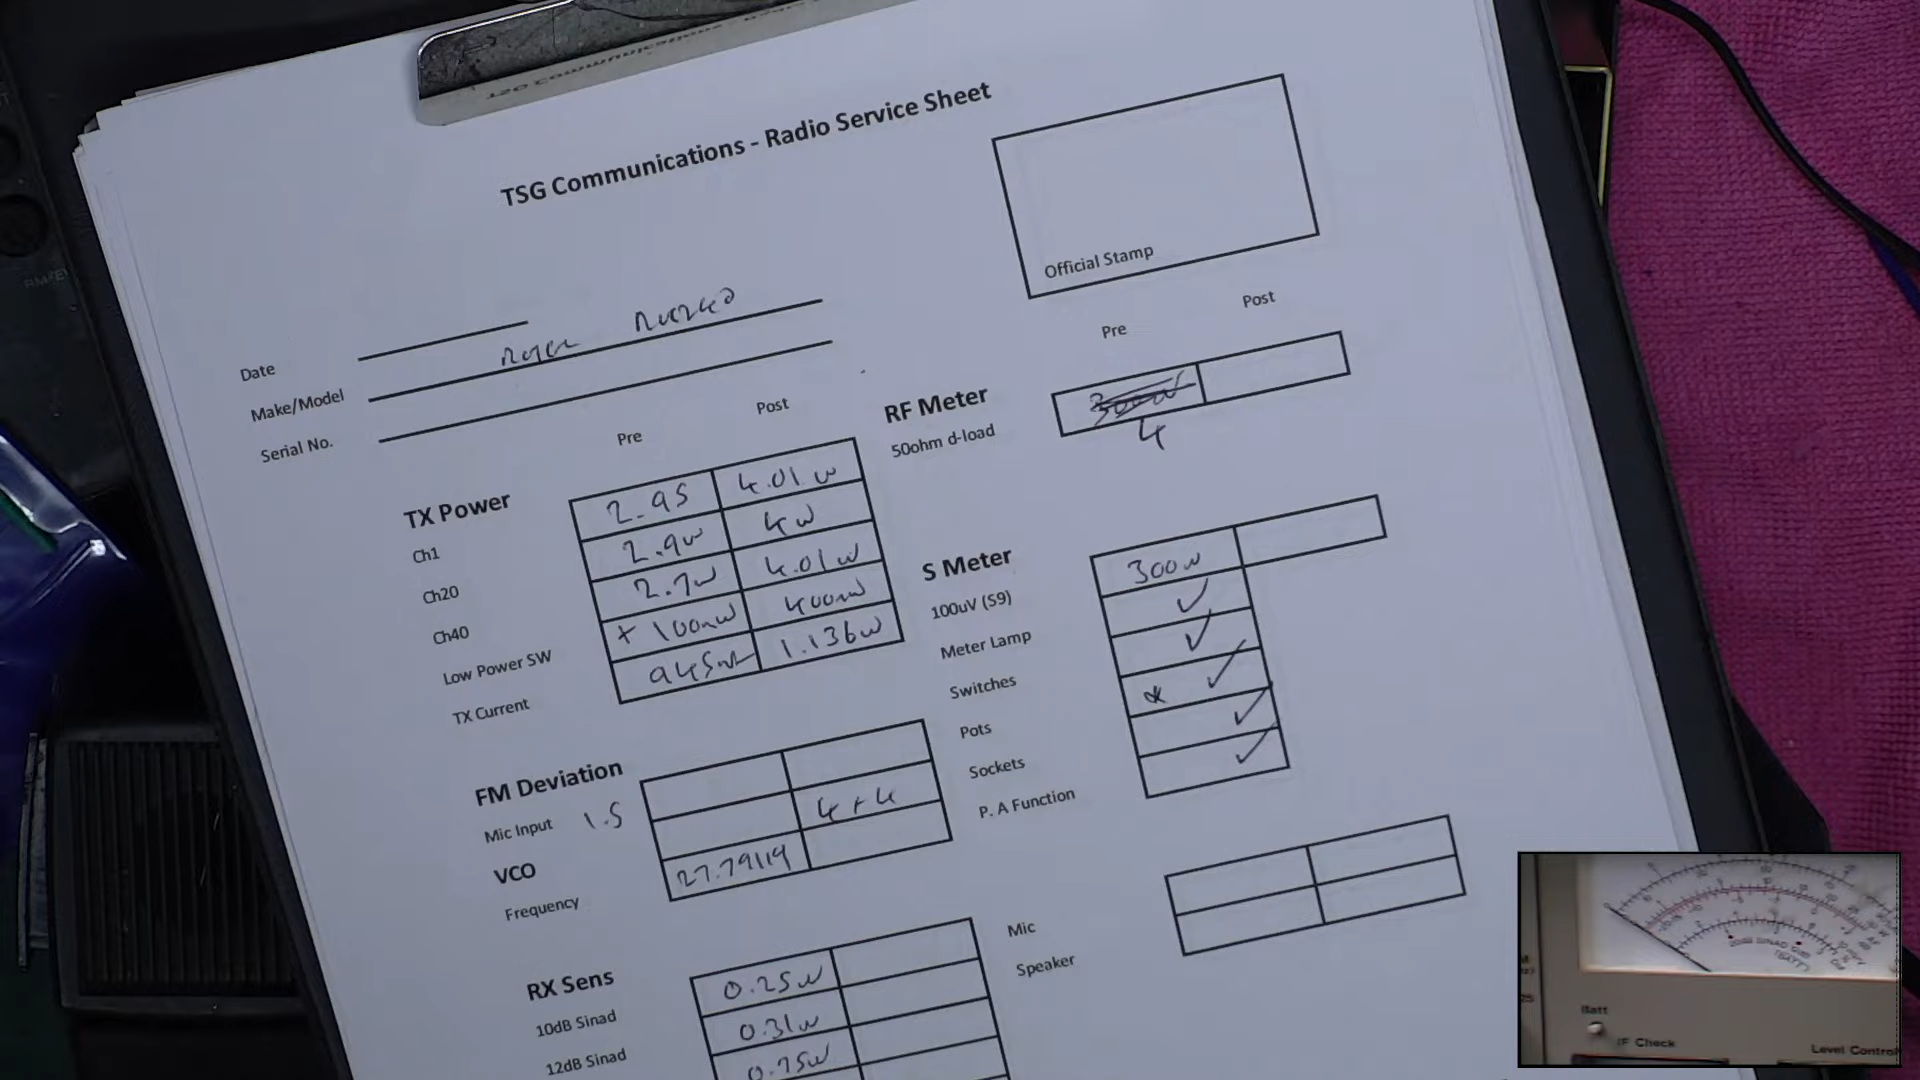 TSG Communications - Radio Service Sheet
Official Stamp
Date
Make/Model
Serial No.
Pre Post
RF Meter
50ohm d-load 4
Pre Post
TX Power
Ch1 2.95 4.01w
Ch20 2.9w 4w
Ch40 2.7w 4.01w
Low Power SW + 100mW 400mW
TX Current 1.136w
S Meter
100uV (S9) 300w
Meter Lamp ✓
Switches ✓
Pots ✓
Sockets ✓
P. A Function ✓
FM Deviation
Mic Input 1.5 4+4
VCO
Frequency 27.79119
RX Sens
10dB Sinad 0.25w
12dB Sinad 0.31w
0.75w
Mic
Speaker
Batt
IF Check
Level Control